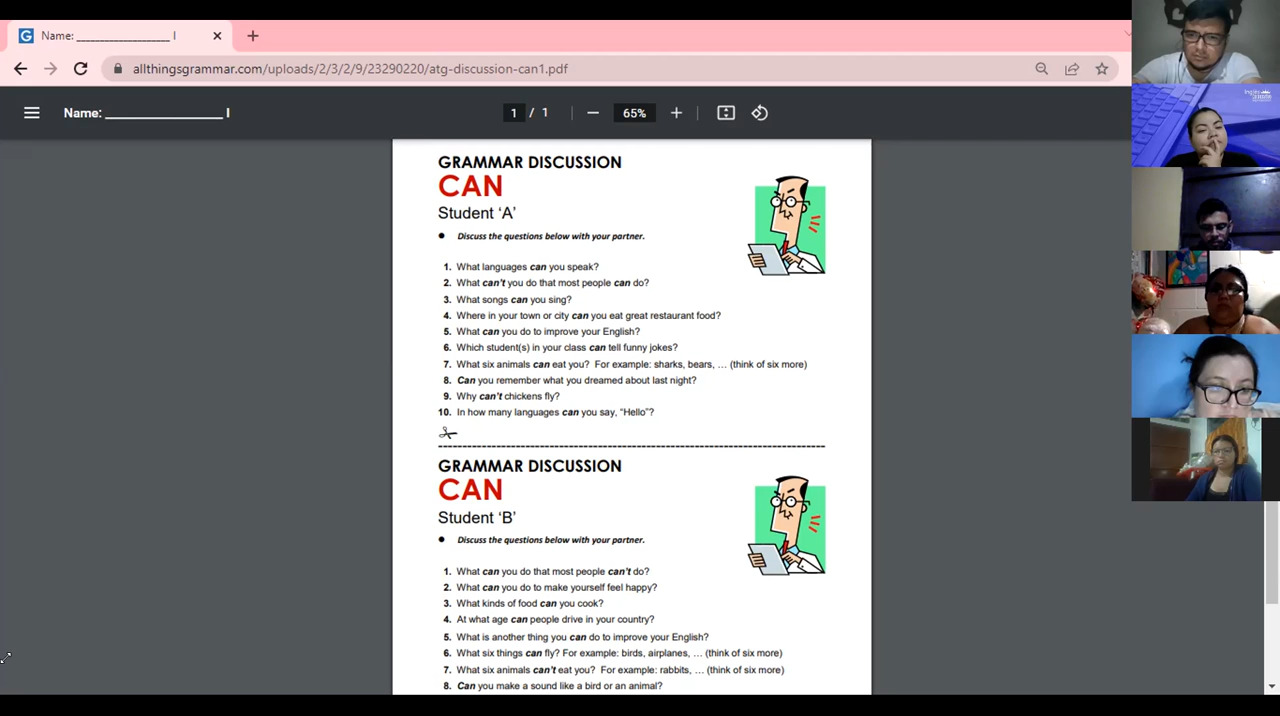 Name: ___________________ I
allthingsgrammar.com/uploads/2/3/2/9/23290220/atg-discussion-can1.pdf
Name: _________________ I
1 / 1
65%
GRAMMAR DISCUSSION
CAN
Student ‘A’
● Discuss the questions below with your partner.
1. What languages can you speak?
2. What can’t you do that most people can do?
3. What songs can you sing?
4. Where in your town or city can you eat great restaurant food?
5. What can you do to improve your English?
6. Which student(s) in your class can tell funny jokes?
7. What six animals can eat you? For example: sharks, bears, … (think of six more)
8. Can you remember what you dreamed about last night?
9. Why can’t chickens fly?
10. In how many languages can you say, “Hello”?
GRAMMAR DISCUSSION
CAN
Student ‘B’
● Discuss the questions below with your partner.
1. What can you do that most people can’t do?
2. What can you do to make yourself feel happy?
3. What kinds of food can you cook?
4. At what age can people drive in your country?
5. What is another thing you can do to improve your English?
6. What six things can fly? For example: birds, airplanes, … (think of six more)
7. What six animals can’t eat you? For example: rabbits, … (think of six more)
8. Can you make a sound like a bird or an animal?